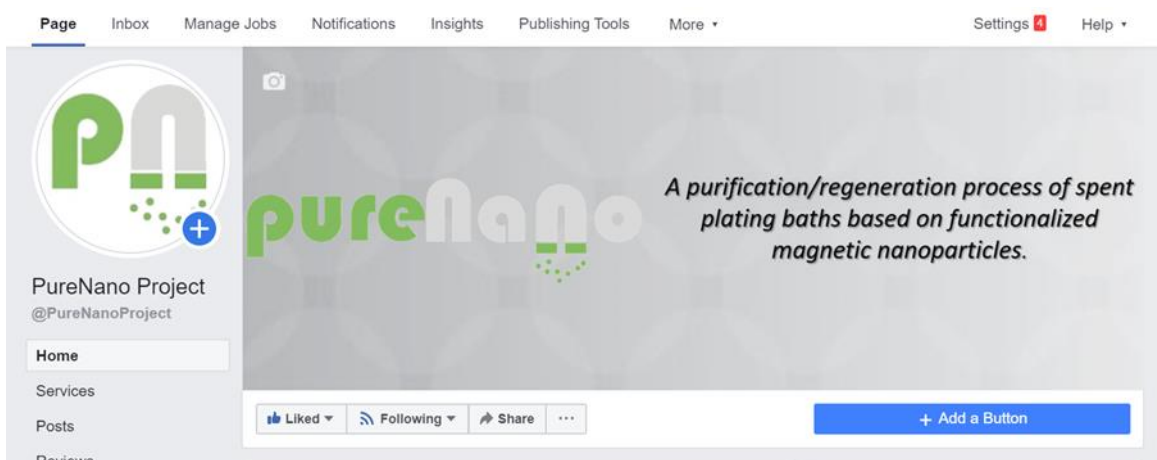 Page Inbox Manage Jobs Notifications Insights Publishing Tools More Settings 4 Help
pn
PureNano Project
@PureNanoProject
Home
Services
Posts
Reviews
pureNano
A purification/regeneration process of spent
plating baths based on functionalized
magnetic nanoparticles.
Liked Following Share ...
+ Add a Button